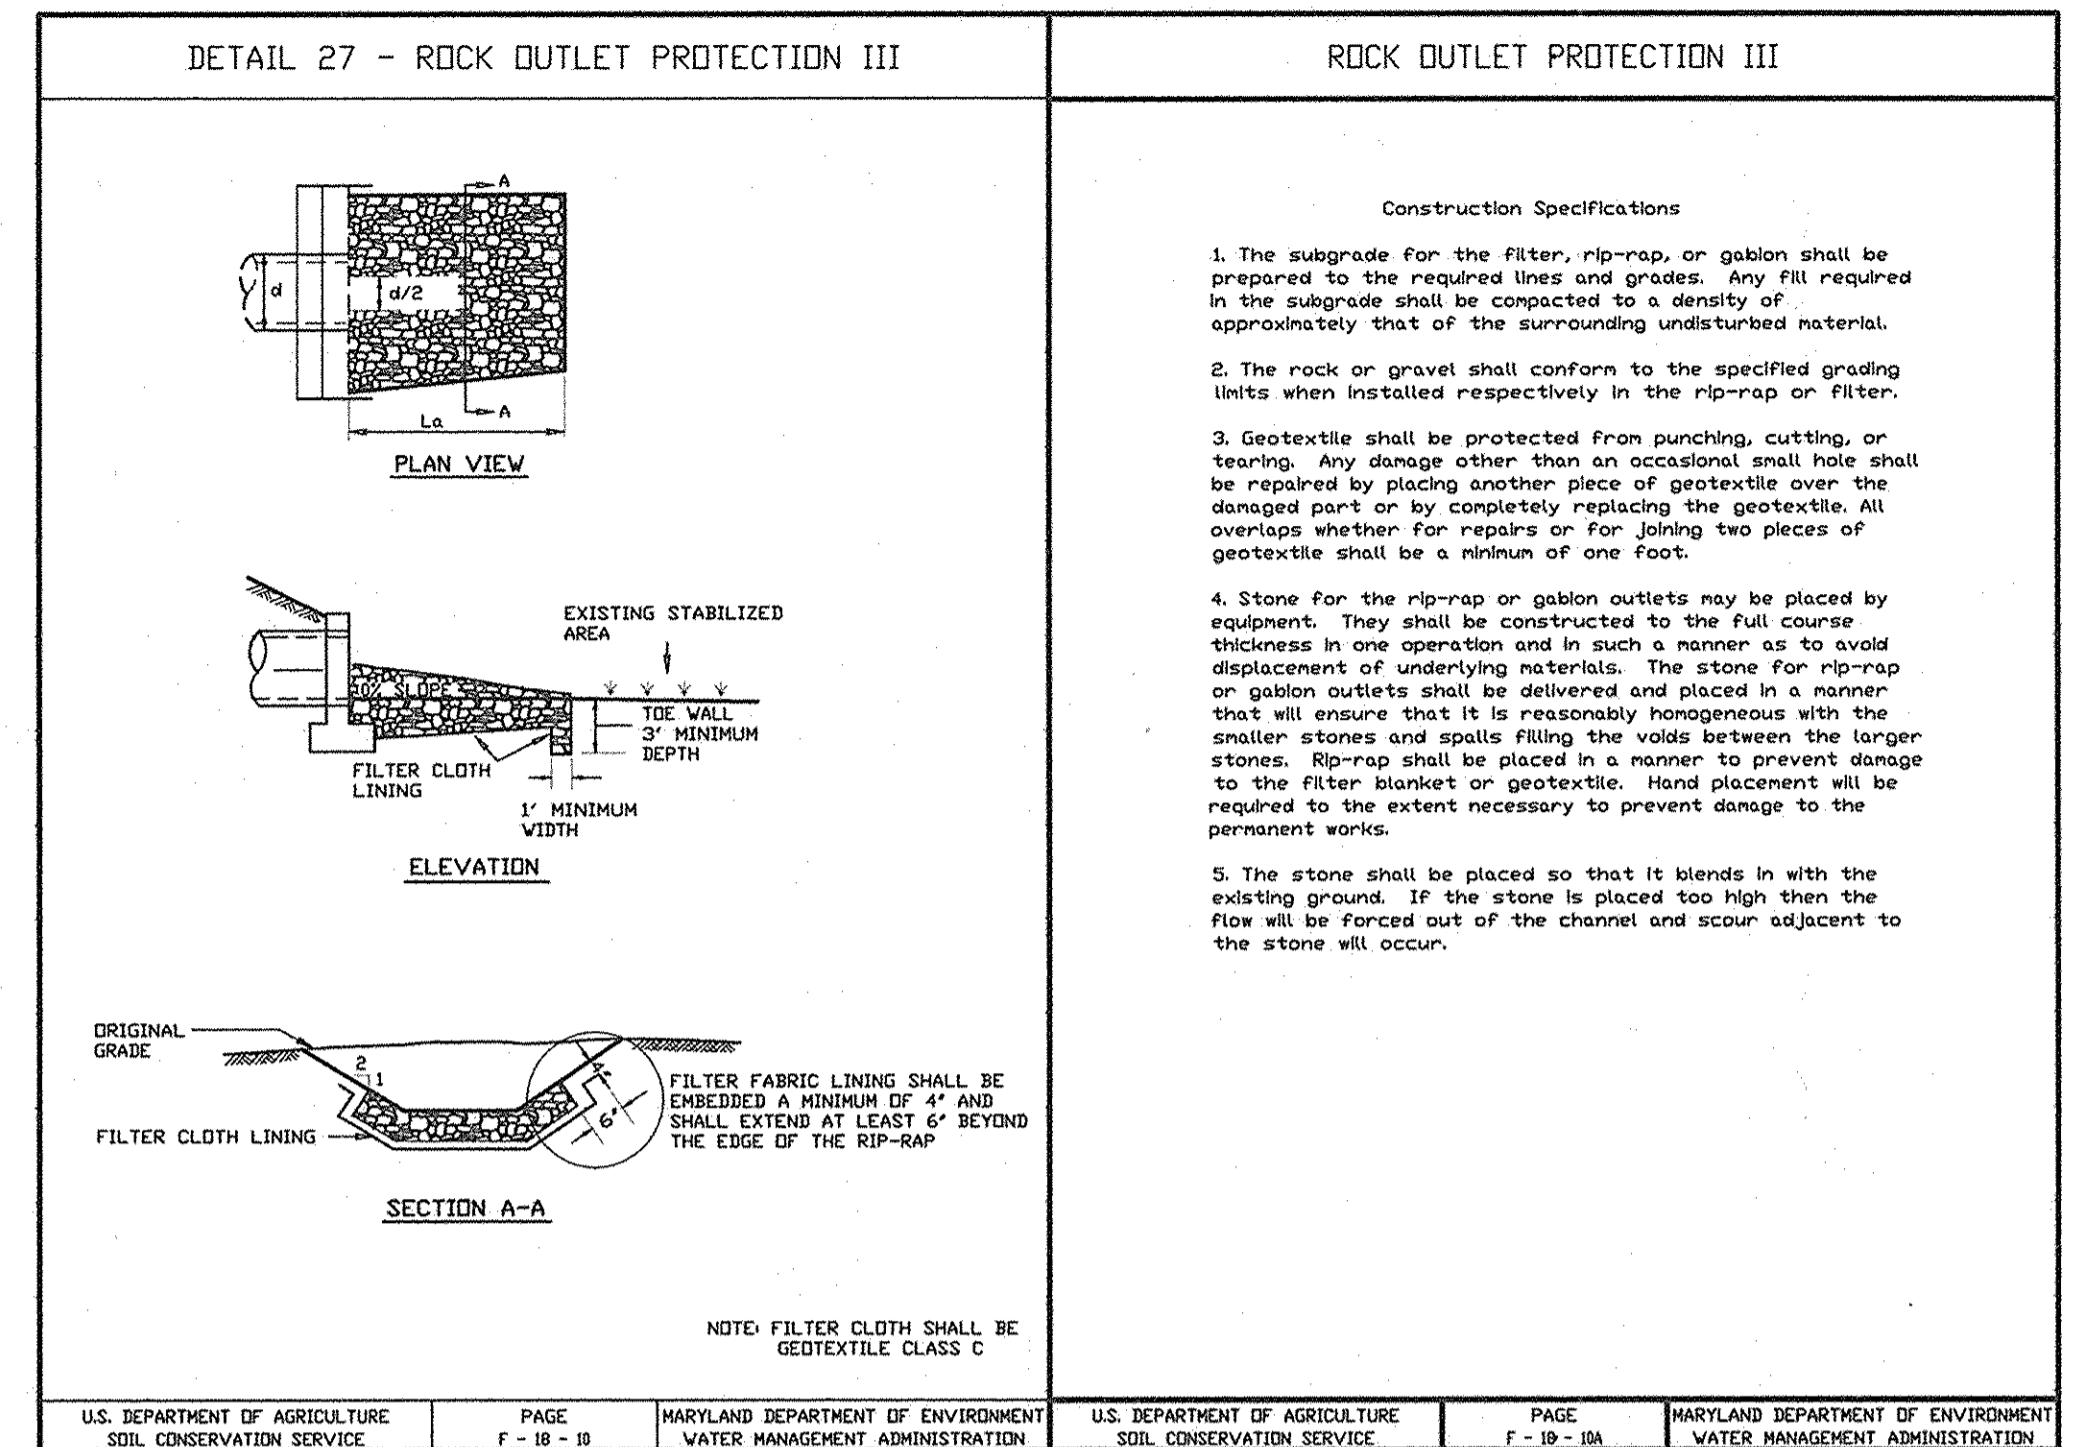 DETAIL 27 - ROCK OUTLET PROTECTION III
A
d
d/2
A
La
PLAN VIEW
EXISTING STABILIZED
AREA
10% SLOPE
TOE WALL
3' MINIMUM
DEPTH
FILTER CLOTH
LINING
1' MINIMUM
WIDTH
ELEVATION
ORIGINAL
GRADE
2
1
4"
6"
FILTER FABRIC LINING SHALL BE
EMBEDDED A MINIMUM OF 4" AND
SHALL EXTEND AT LEAST 6" BEYOND
THE EDGE OF THE RIP-RAP
FILTER CLOTH LINING
SECTION A-A
NOTE: FILTER CLOTH SHALL BE
GEOTEXTILE CLASS C
U.S. DEPARTMENT OF AGRICULTURE
SOIL CONSERVATION SERVICE
PAGE
F - 18 - 10
MARYLAND DEPARTMENT OF ENVIRONMENT
WATER MANAGEMENT ADMINISTRATION
ROCK OUTLET PROTECTION III
Construction Specifications
1. The subgrade for the filter, rip-rap, or gabion shall be
prepared to the required lines and grades. Any fill required
in the subgrade shall be compacted to a density of
approximately that of the surrounding undisturbed material.
2. The rock or gravel shall conform to the specified grading
limits when installed respectively in the rip-rap or filter.
3. Geotextile shall be protected from punching, cutting, or
tearing. Any damage other than an occasional small hole shall
be repaired by placing another piece of geotextile over the
damaged part or by completely replacing the geotextile. All
overlaps whether for repairs or for joining two pieces of
geotextile shall be a minimum of one foot.
4. Stone for the rip-rap or gabion outlets may be placed by
equipment. They shall be constructed to the full course
thickness in one operation and in such a manner as to avoid
displacement of underlying materials. The stone for rip-rap
or gabion outlets shall be delivered and placed in a manner
that will ensure that it is reasonably homogeneous with the
smaller stones and spalls filling the voids between the larger
stones. Rip-rap shall be placed in a manner to prevent damage
to the filter blanket or geotextile. Hand placement will be
required to the extent necessary to prevent damage to the
permanent works.
5. The stone shall be placed so that it blends in with the
existing ground. If the stone is placed too high then the
flow will be forced out of the channel and scour adjacent to
the stone will occur.
U.S. DEPARTMENT OF AGRICULTURE
SOIL CONSERVATION SERVICE
PAGE
F - 18 - 10A
MARYLAND DEPARTMENT OF ENVIRONMENT
WATER MANAGEMENT ADMINISTRATION